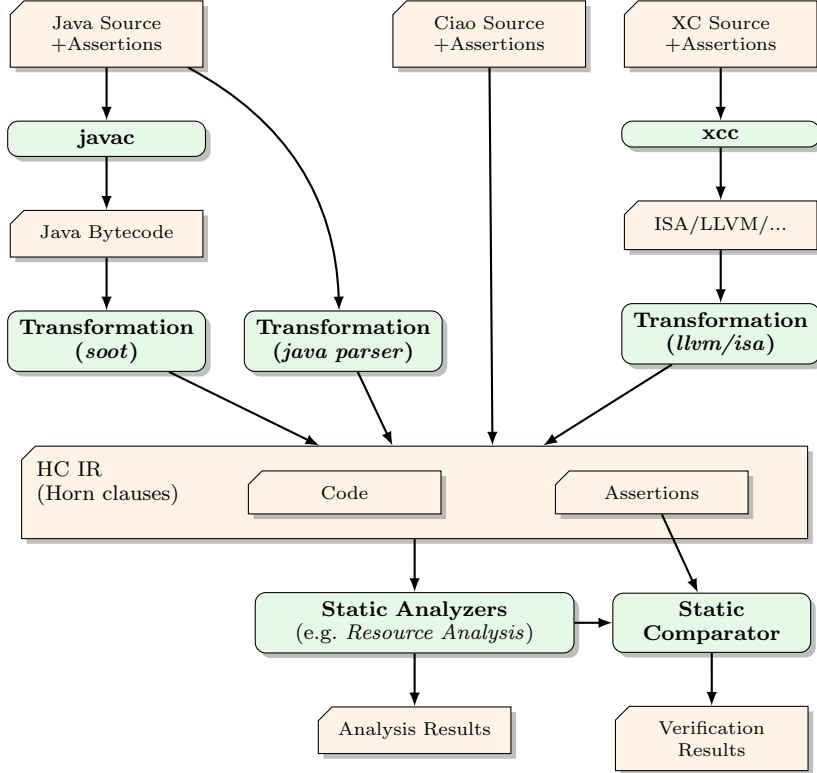 Java Source
+Assertions
Ciao Source
+Assertions
XC Source
+Assertions
javac
xcc
Java Bytecode
ISA/LLVM/...
Transformation
(soot)
Transformation
(java parser)
Transformation
(llvm/isa)
HC IR
(Horn clauses)
Code
Assertions
Static Analyzers
(e.g. Resource Analysis)
Static
Comparator
Analysis Results
Verification
Results